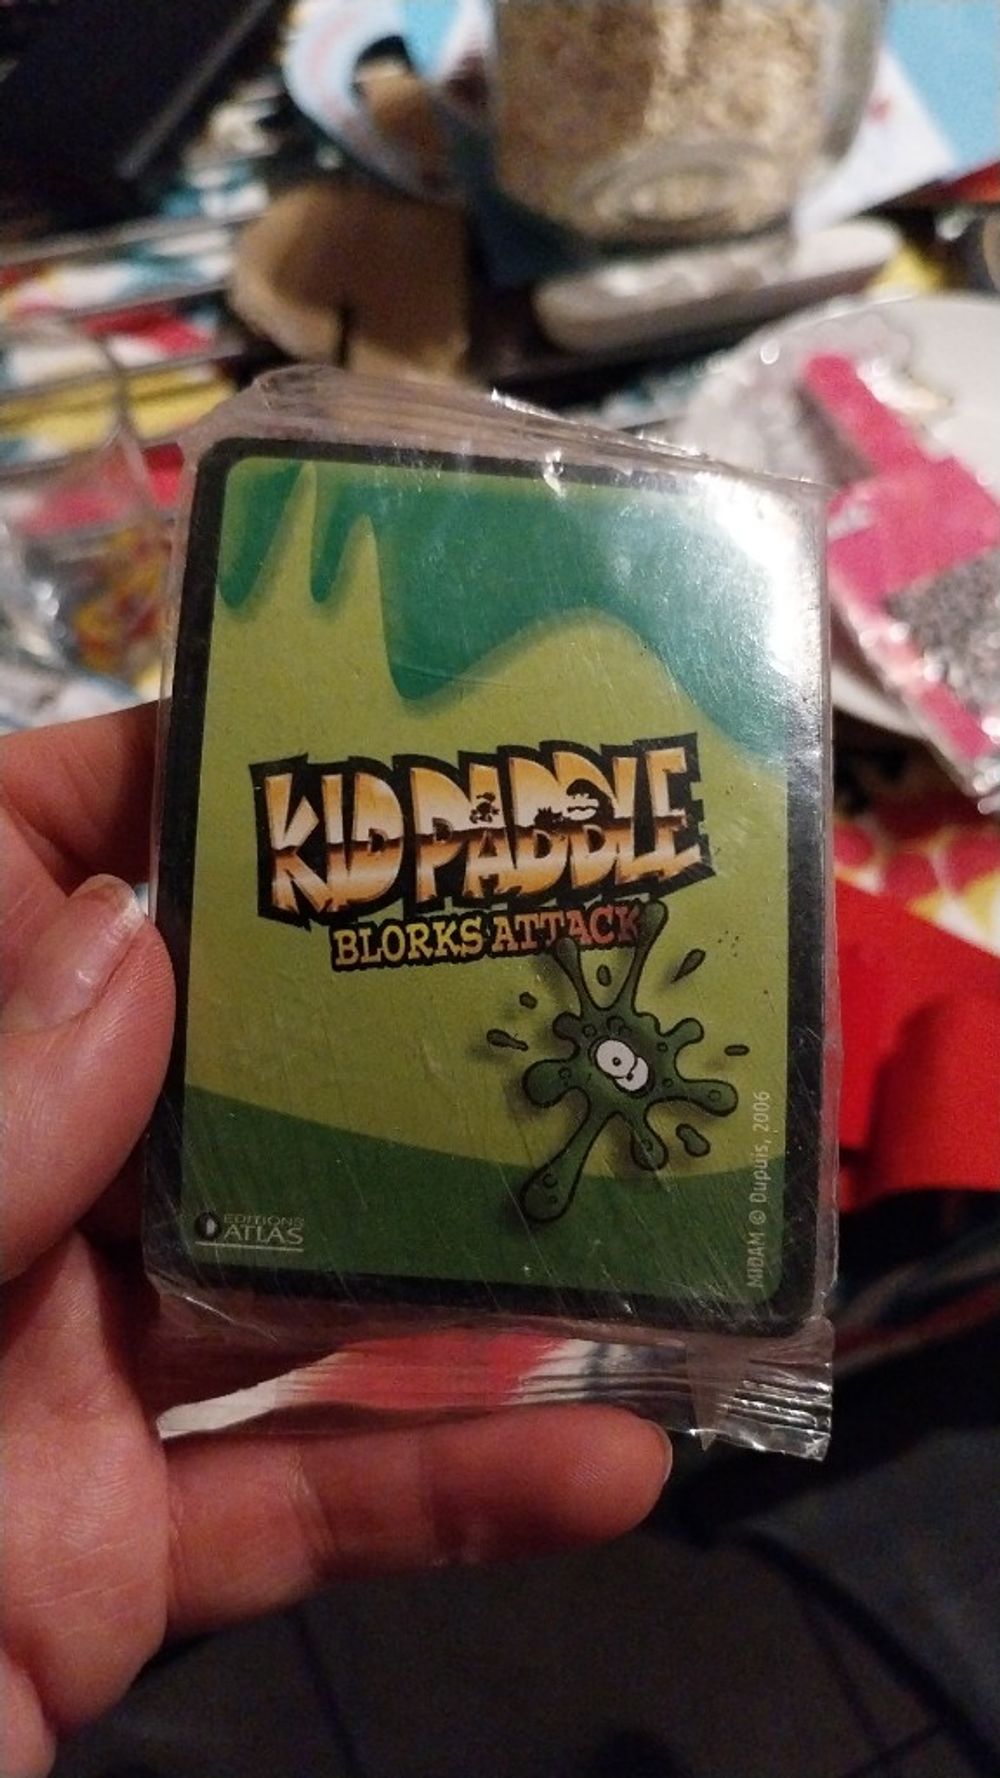 KID PADDLE
BLORKS ATTACK
EDITIONS
ATLAS
MIDAM © Dupuis, 2006